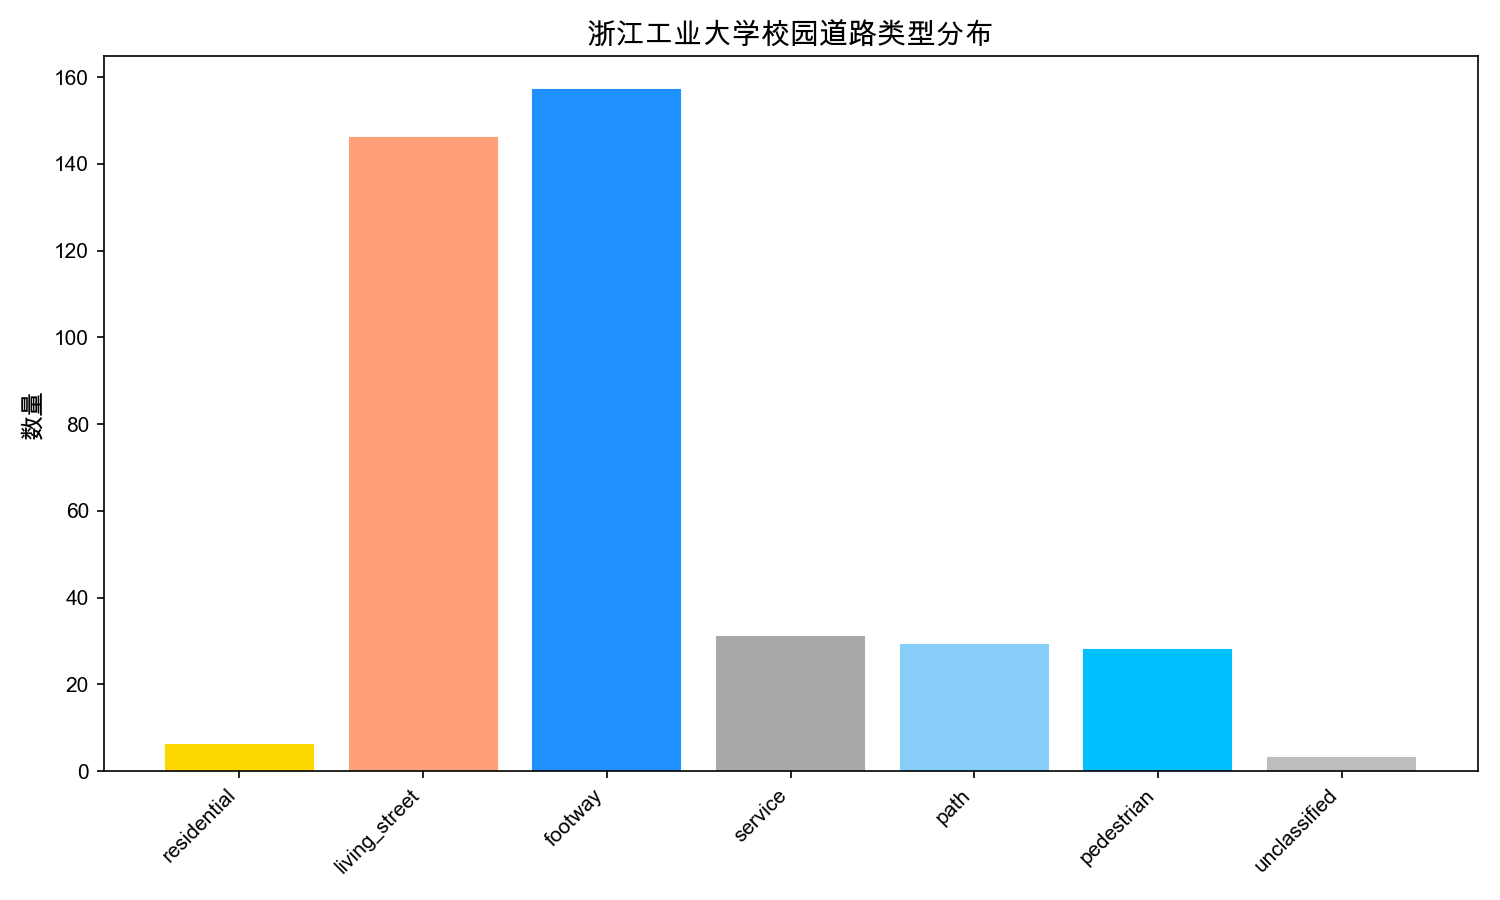 浙江工业大学校园道路类型分布
数量
160
140
120
100
80
60
40
20
0
residential
living_street
footway
service
path
pedestrian
unclassified